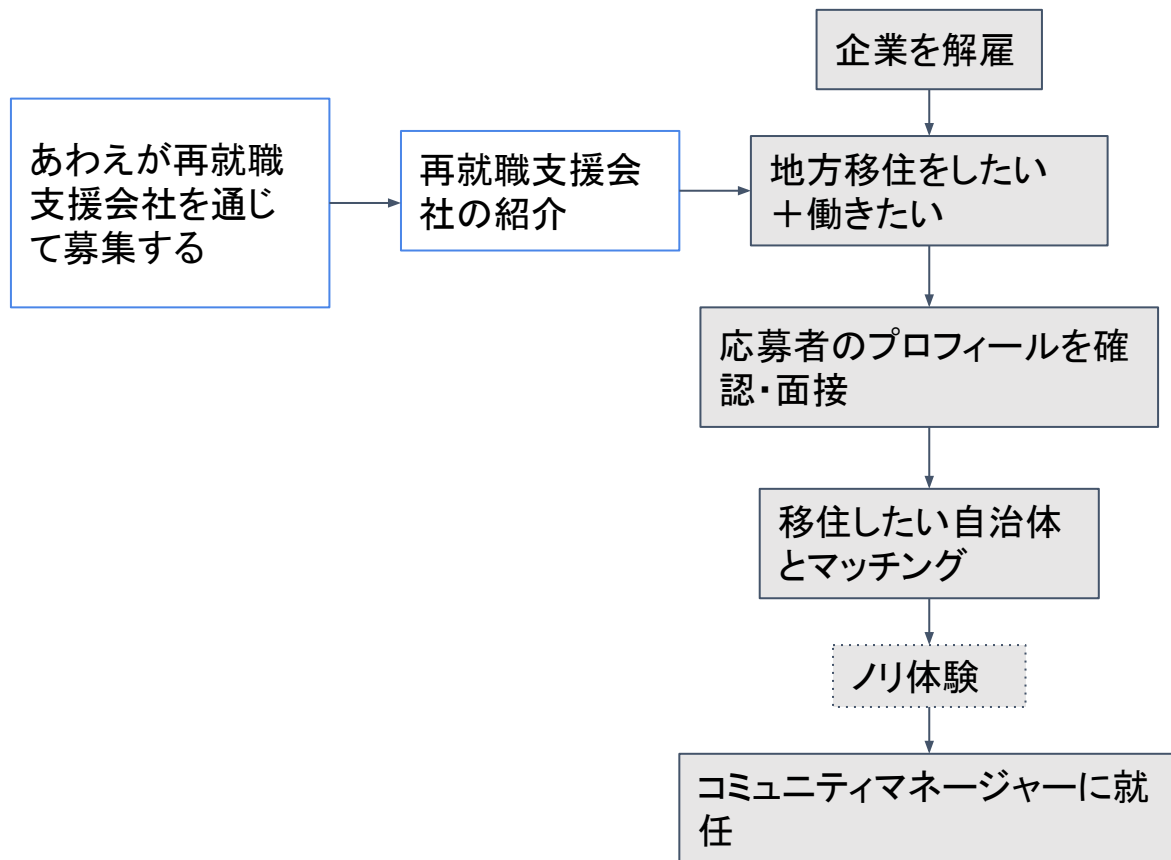 企業を解雇
あわえが再就職
支援会社を通じ
て募集する
再就職支援会
社の紹介
地方移住をしたい
＋働きたい
応募者のプロフィールを確
認・面接
移住したい自治体
とマッチング
ノリ体験
コミュニティマネージャーに就
任